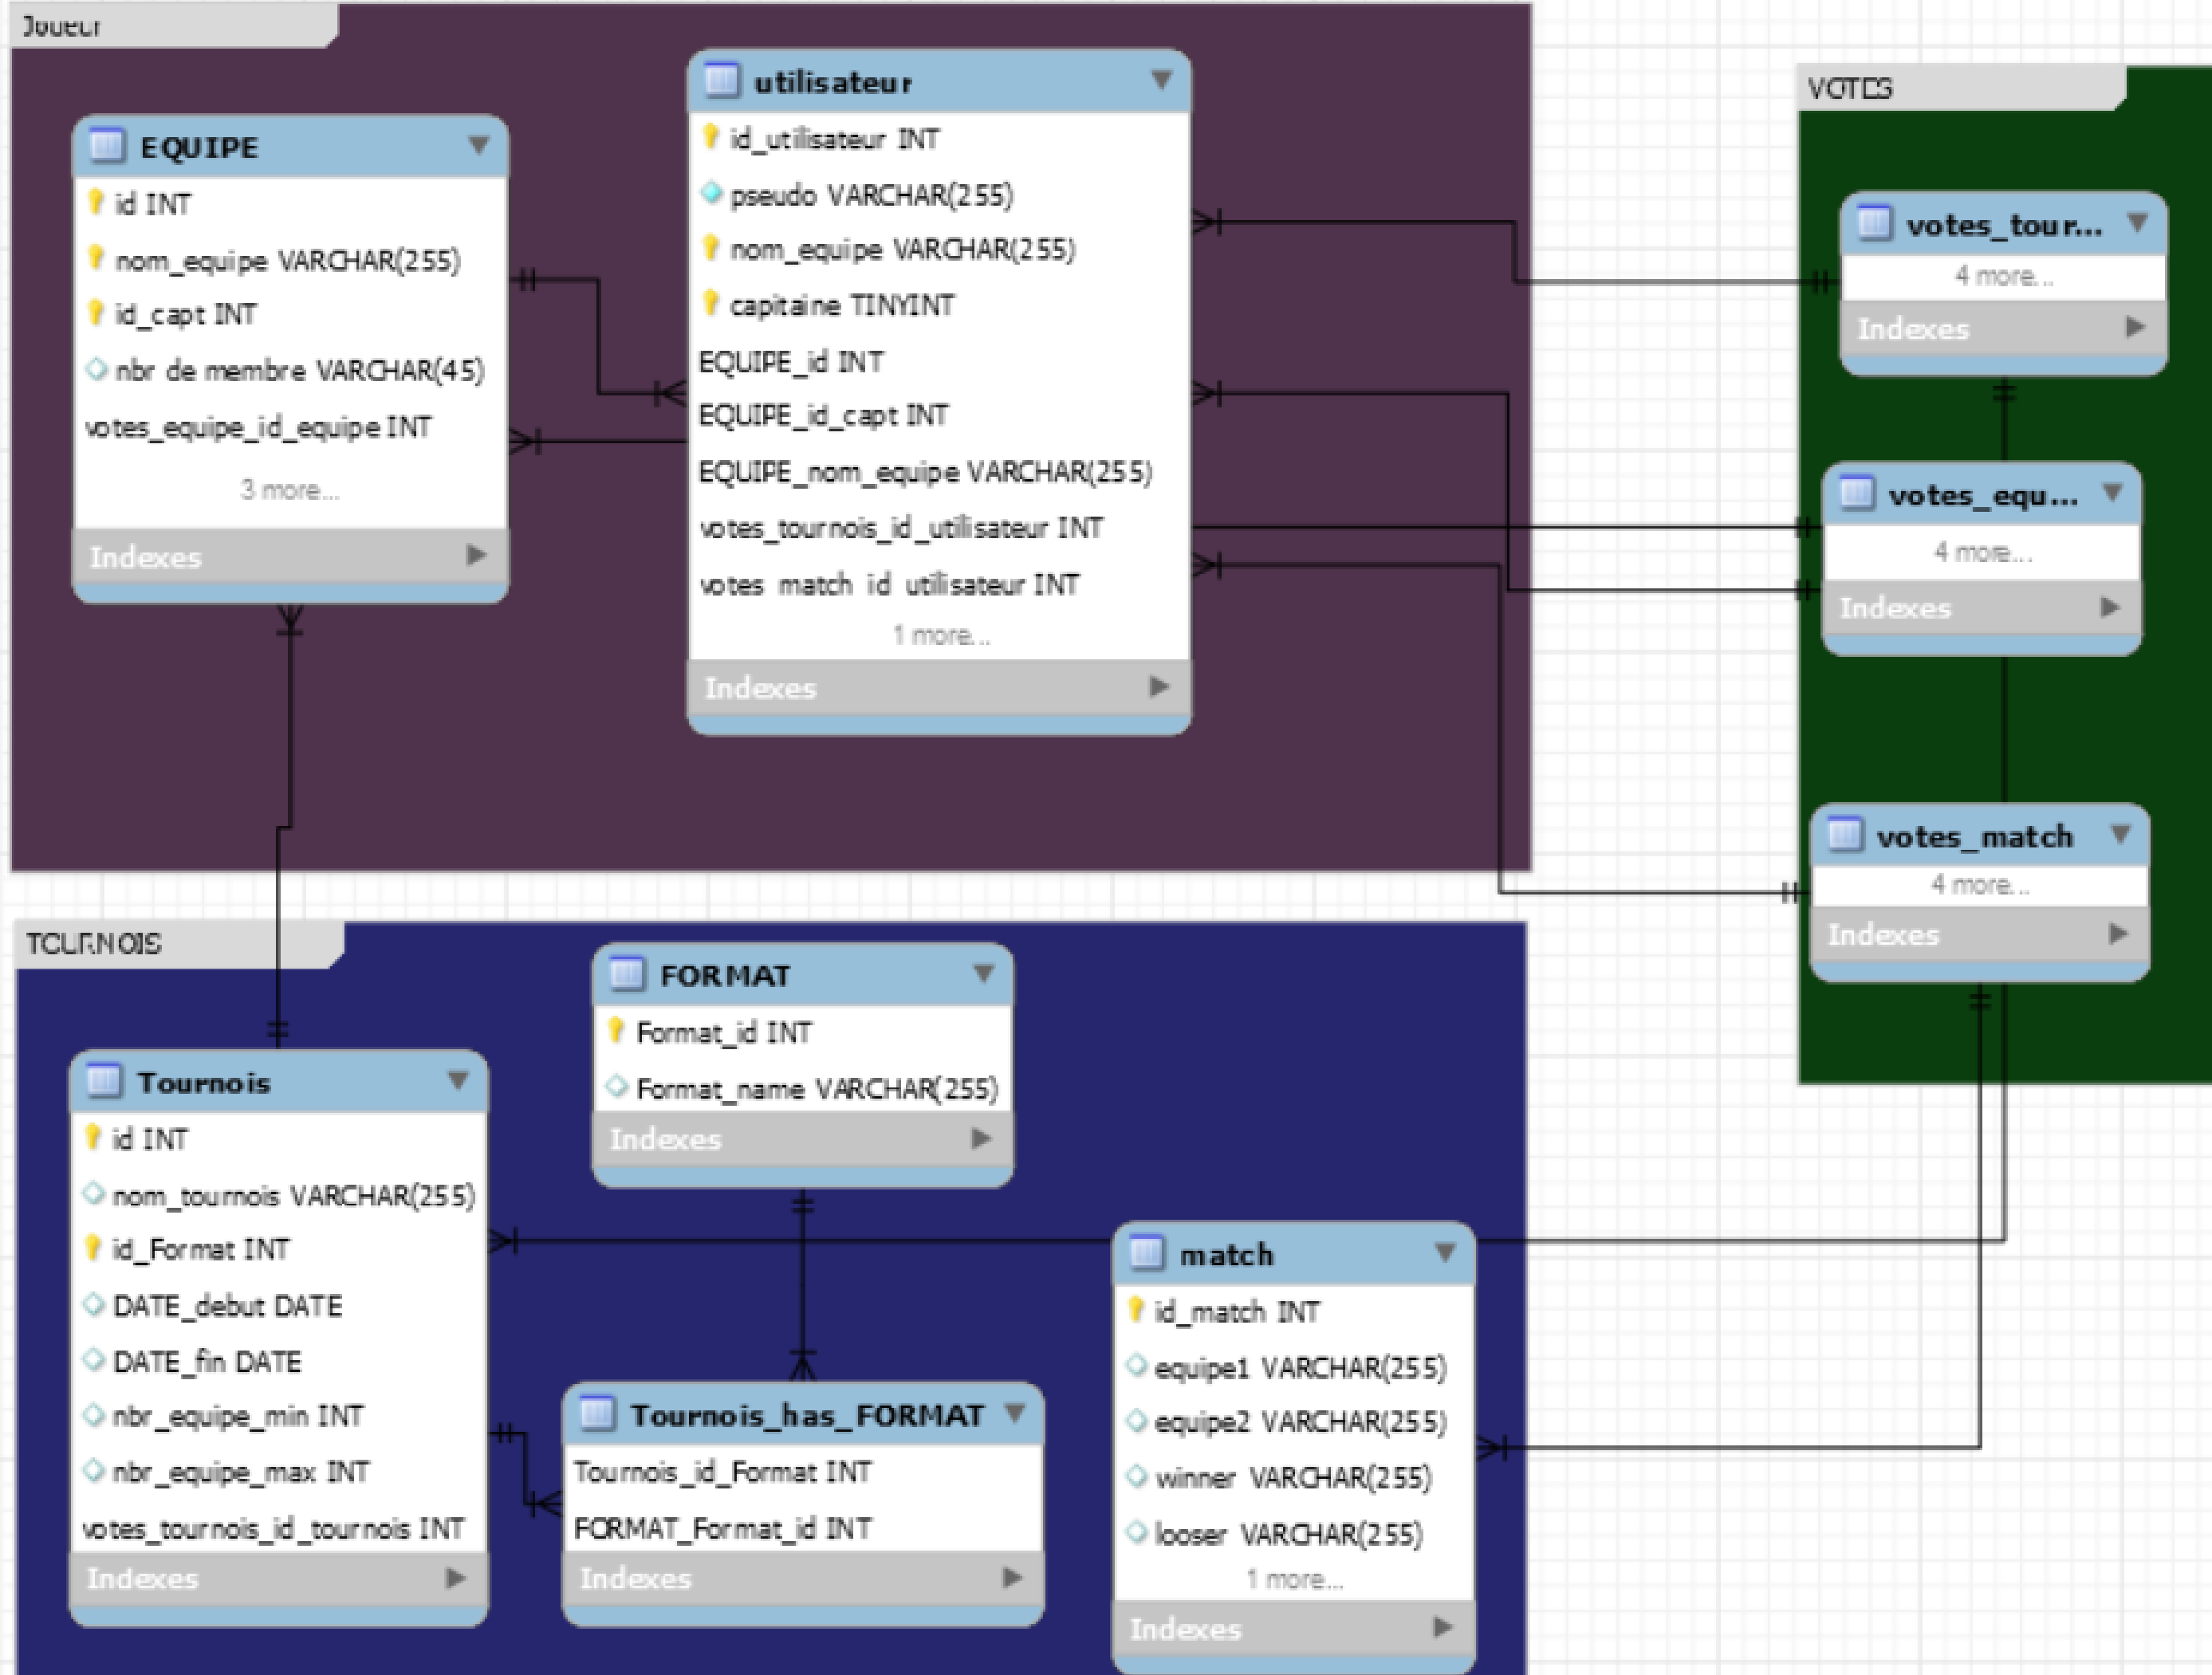 Joueur
EQUIPE
id INT
nom_equipe VARCHAR(255)
id_capt INT
nbr de membre VARCHAR(45)
votes_equipe_id_equipe INT
3 more...
Indexes
utilisateur
id_utilisateur INT
pseudo VARCHAR(255)
nom_equipe VARCHAR(255)
capitaine TINYINT
EQUIPE_id INT
EQUIPE_id_capt INT
EQUIPE_nom_equipe VARCHAR(255)
votes_tournois_id_utilisateur INT
votes_match_id_utilisateur INT
1 more...
Indexes
VOTES
votes_tour...
4 more...
Indexes
votes_equ...
4 more...
Indexes
votes_match
4 more...
Indexes
TOURNOIS
Tournois
id INT
nom_tournois VARCHAR(255)
id_Format INT
DATE_debut DATE
DATE_fin DATE
nbr_equipe_min INT
nbr_equipe_max INT
votes_tournois_id_tournois INT
Indexes
FORMAT
Format_id INT
Format_name VARCHAR(255)
Indexes
Tournois_has_FORMAT
Tournois_id_Format INT
FORMAT_Format_id INT
Indexes
match
id_match INT
equipe1 VARCHAR(255)
equipe2 VARCHAR(255)
winner VARCHAR(255)
looser VARCHAR(255)
1 more...
Indexes